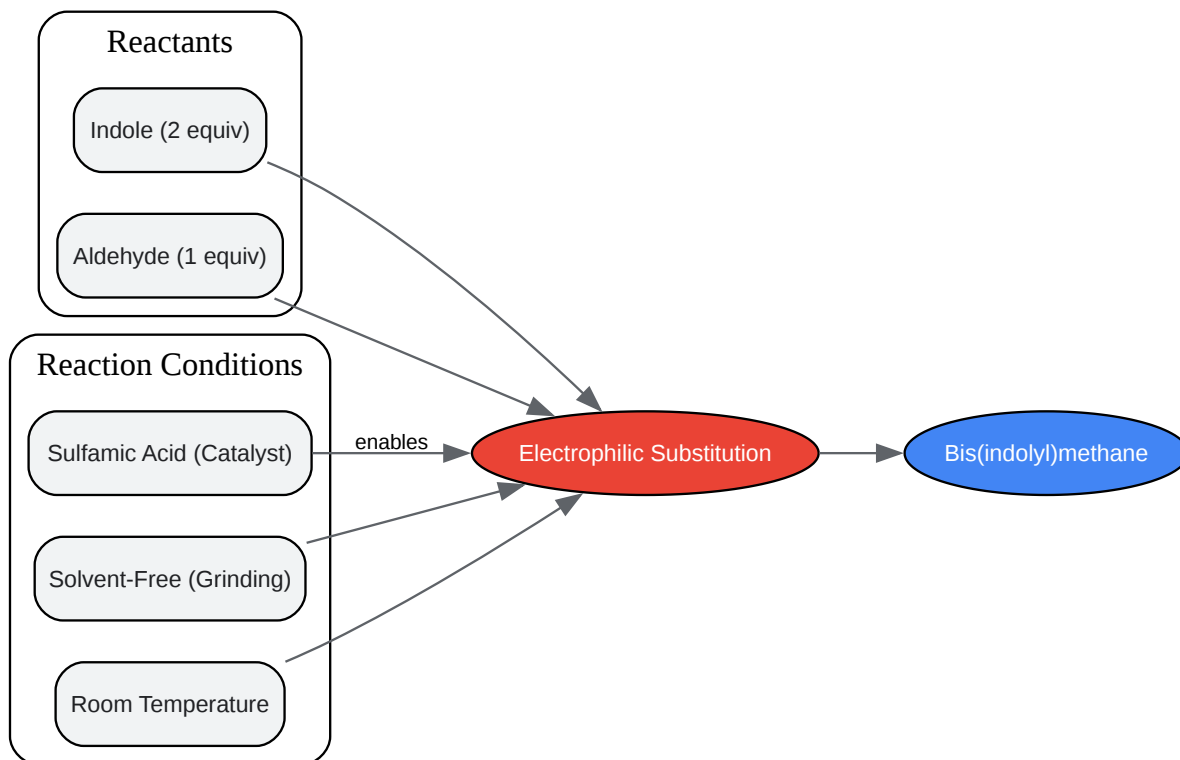 Reactants
Indole (2 equiv)
Aldehyde (1 equiv)
Reaction Conditions
Sulfamic Acid (Catalyst)
enables
Electrophilic Substitution
Bis(indolyl)methane
Solvent-Free (Grinding)
Room Temperature